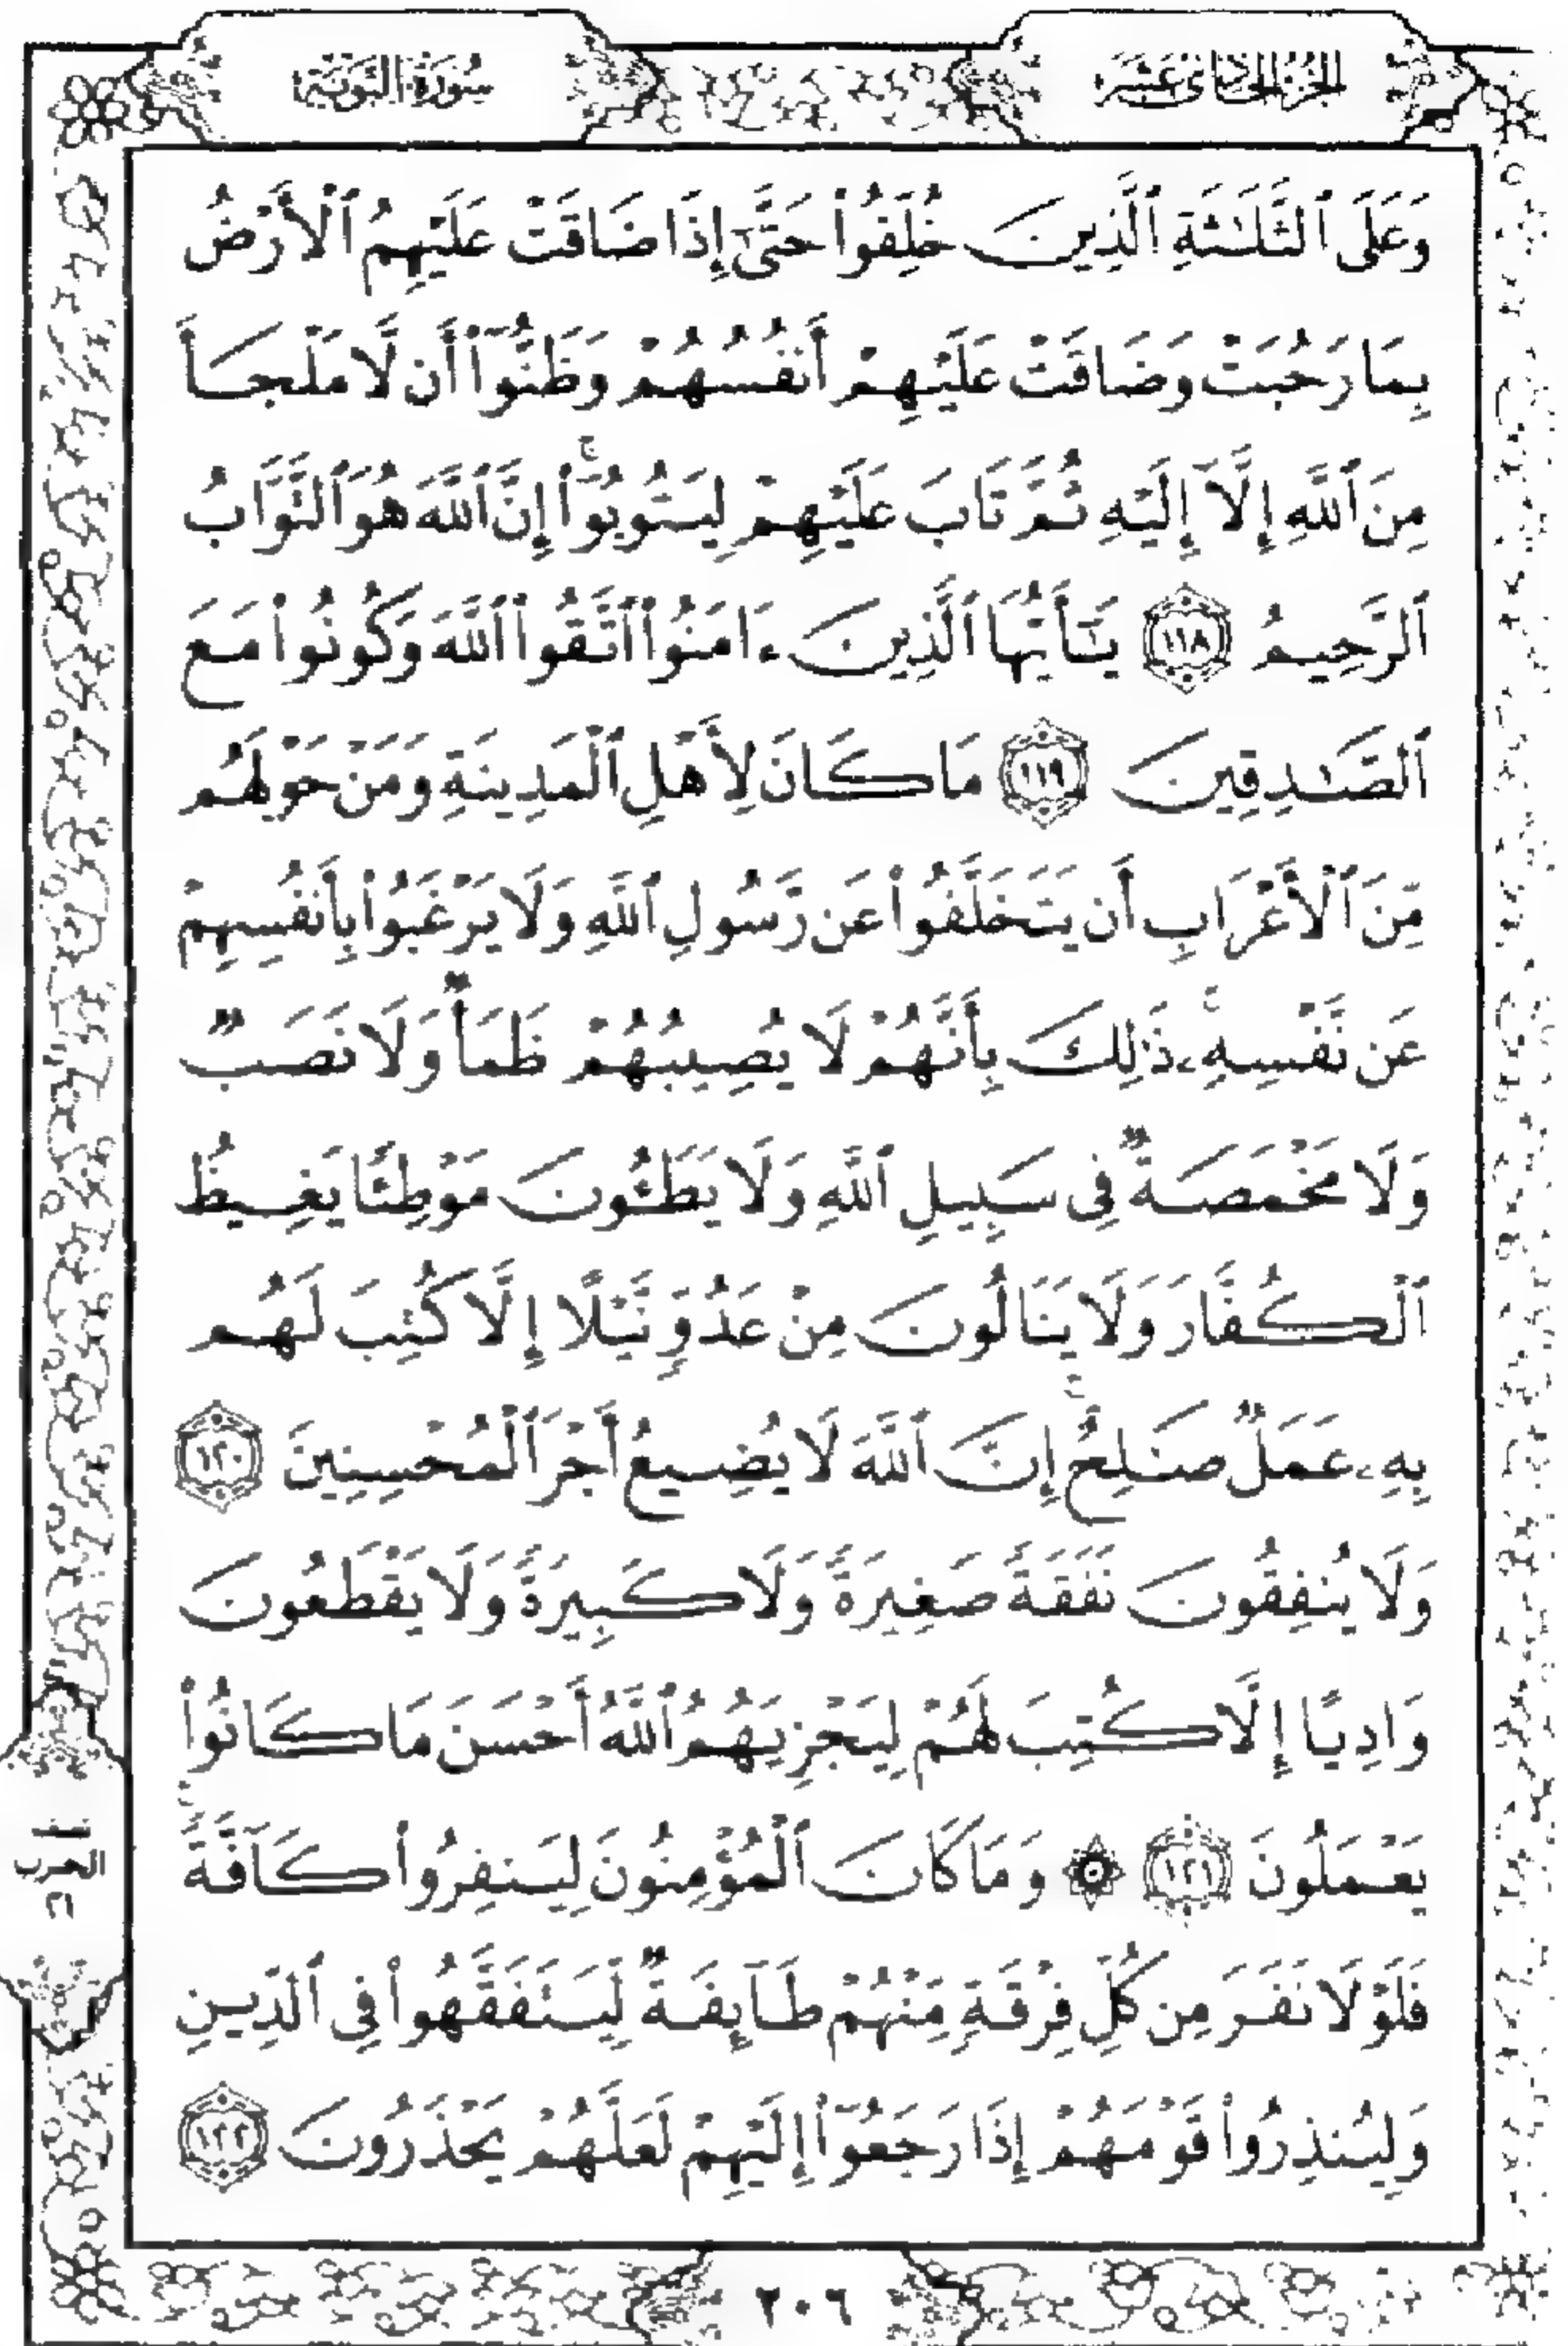 الجزء الحادي عشر
سورة التوبة
وَعَلَى ٱلثَّلَٰثَةِ ٱلَّذِينَ خُلِّفُوا۟ حَتَّىٰٓ إِذَا ضَاقَتْ عَلَيْهِمُ ٱلْأَرْضُ
بِمَا رَحُبَتْ وَضَاقَتْ عَلَيْهِمْ أَنفُسُهُمْ وَظَنُّوٓا۟ أَن لَّا مَلْجَأَ
مِنَ ٱللَّهِ إِلَّآ إِلَيْهِ ثُمَّ تَابَ عَلَيْهِمْ لِيَتُوبُوٓا۟ ۚ إِنَّ ٱللَّهَ هُوَ ٱلتَّوَّابُ
ٱلرَّحِيمُ ١١٨ يَٰٓأَيُّهَا ٱلَّذِينَ ءَامَنُوا۟ ٱتَّقُوا۟ ٱللَّهَ وَكُونُوا۟ مَعَ
ٱلصَّٰدِقِينَ ١١٩ مَا كَانَ لِأَهْلِ ٱلْمَدِينَةِ وَمَنْ حَوْلَهُم
مِّنَ ٱلْأَعْرَابِ أَن يَتَخَلَّفُوا۟ عَن رَّسُولِ ٱللَّهِ وَلَا يَرْغَبُوا۟ بِأَنفُسِهِمْ
عَن نَّفْسِهِۦ ۚ ذَٰلِكَ بِأَنَّهُمْ لَا يُصِيبُهُمْ ظَمَأٌ وَلَا نَصَبٌ
وَلَا مَخْمَصَةٌ فِى سَبِيلِ ٱللَّهِ وَلَا يَطَـُٔونَ مَوْطِئًا يَغِيظُ
ٱلْكُفَّارَ وَلَا يَنَالُونَ مِنْ عَدُوٍّ نَّيْلًا إِلَّا كُتِبَ لَهُم
بِهِۦ عَمَلٌ صَٰلِحٌ ۚ إِنَّ ٱللَّهَ لَا يُضِيعُ أَجْرَ ٱلْمُحْسِنِينَ ١٢٠
وَلَا يُنفِقُونَ نَفَقَةً صَغِيرَةً وَلَا كَبِيرَةً وَلَا يَقْطَعُونَ
وَادِيًا إِلَّا كُتِبَ لَهُمْ لِيَجْزِيَهُمُ ٱللَّهُ أَحْسَنَ مَا كَانُوا۟
يَعْمَلُونَ ١٢١ ۞ وَمَا كَانَ ٱلْمُؤْمِنُونَ لِيَنفِرُوا۟ كَآفَّةً ۚ
فَلَوْلَا نَفَرَ مِن كُلِّ فِرْقَةٍ مِّنْهُمْ طَآئِفَةٌ لِّيَتَفَقَّهُوا۟ فِى ٱلدِّينِ
وَلِيُنذِرُوا۟ قَوْمَهُمْ إِذَا رَجَعُوٓا۟ إِلَيْهِمْ لَعَلَّهُمْ يَحْذَرُونَ ١٢٢
الحزب
٢٠٦